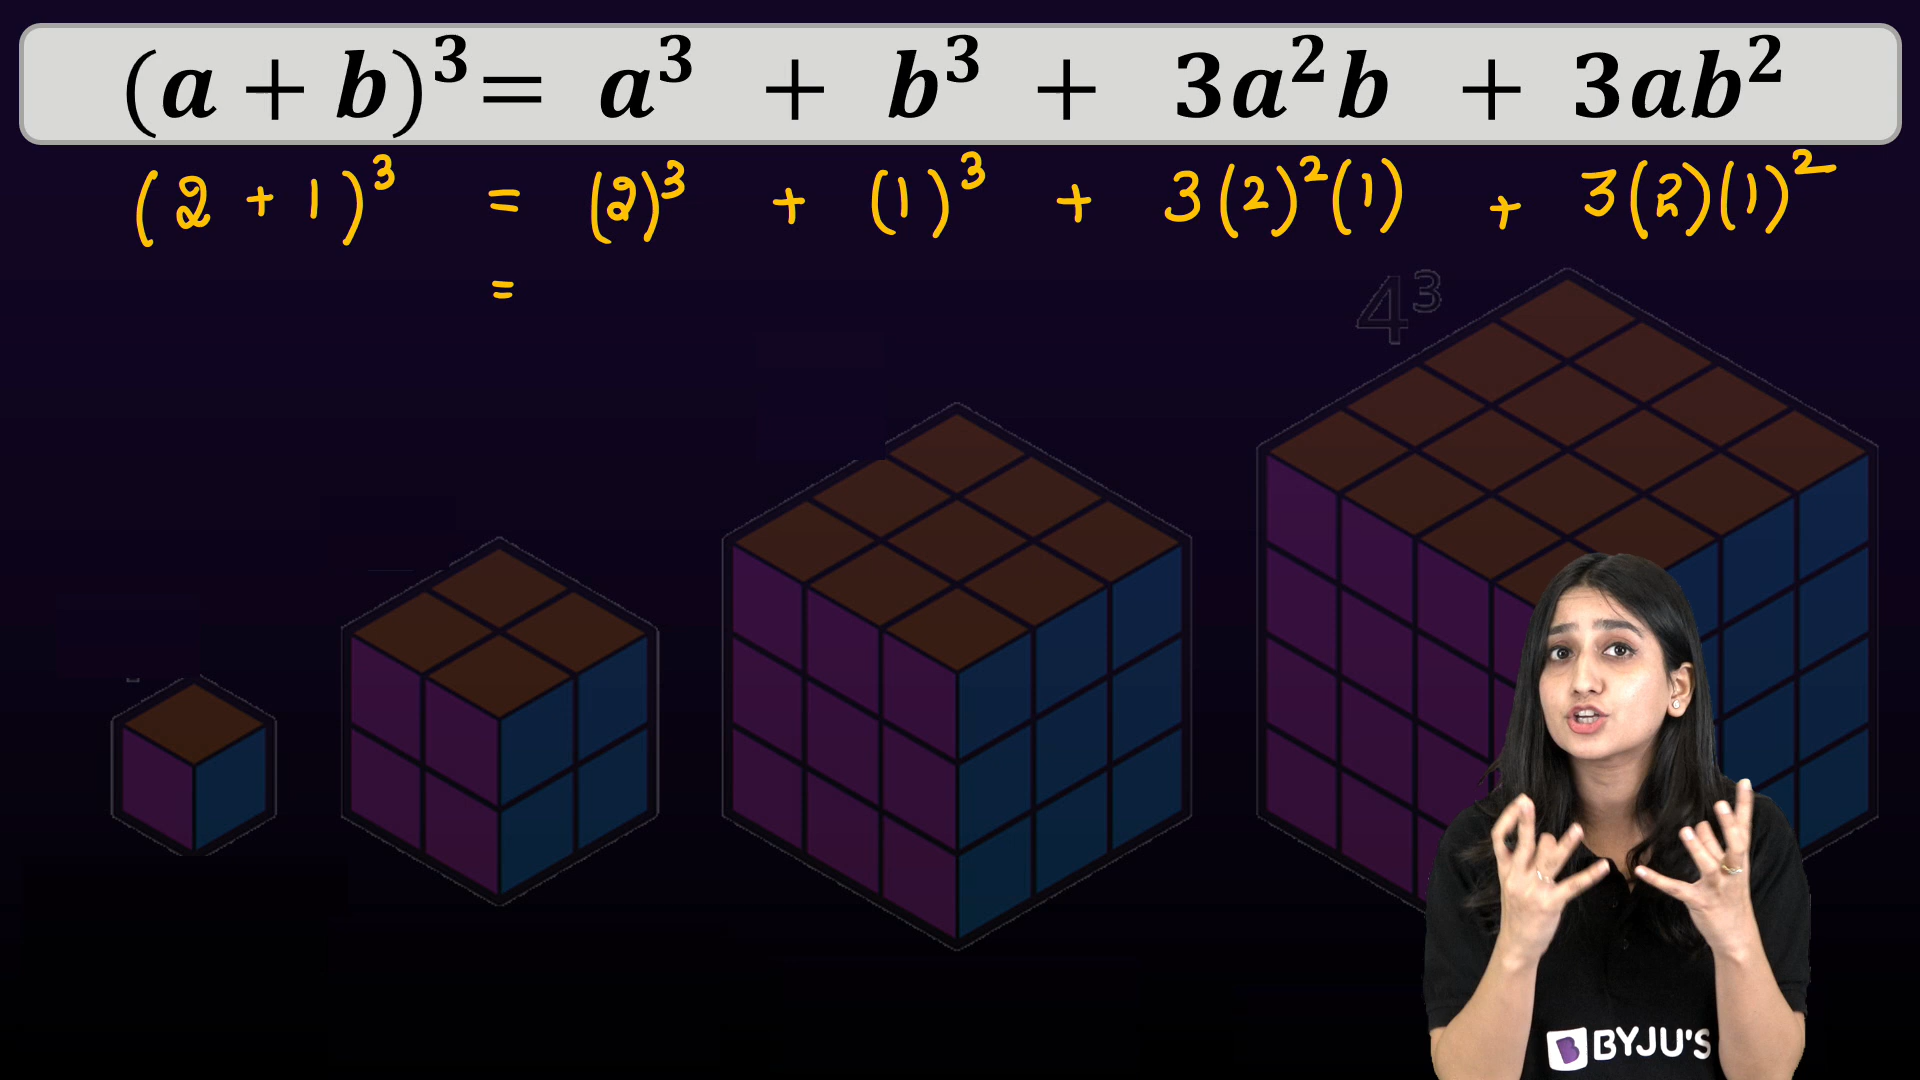 (a + b)³ = a³ + b³ + 3a²b + 3ab²
(2 + 1)³ = (2)³ + (1)³ + 3(2)²(1) + 3(2)(1)²
=
4³
BYJU'S